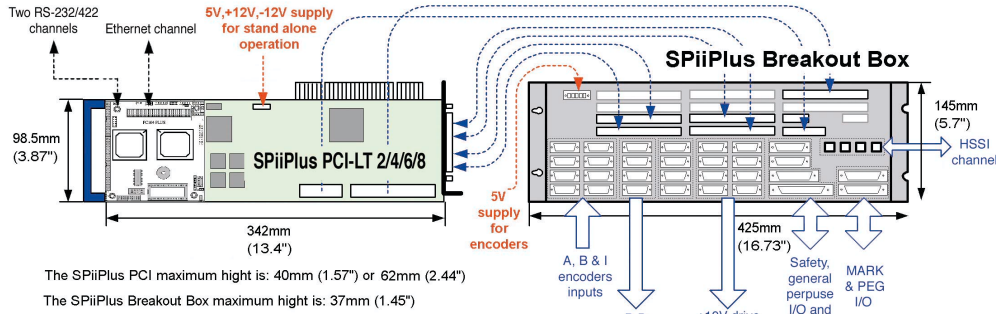 Two RS-232/422
channels
Ethernet channel
5V,+12V,-12V supply
for stand alone
operation
SPiiPlus Breakout Box
98.5mm
(3.87")
SPiiPlus PCI-LT 2/4/6/8
145mm
(5.7")
HSSI
channel
342mm
(13.4")
5V
supply
for
encoders
425mm
(16.73")
A, B & I
encoders
inputs
Safety,
general
perpuse
I/O and
MARK
& PEG
I/O
The SPiiPlus PCI maximum hight is: 40mm (1.57") or 62mm (2.44")
The SPiiPlus Breakout Box maximum hight is: 37mm (1.45")